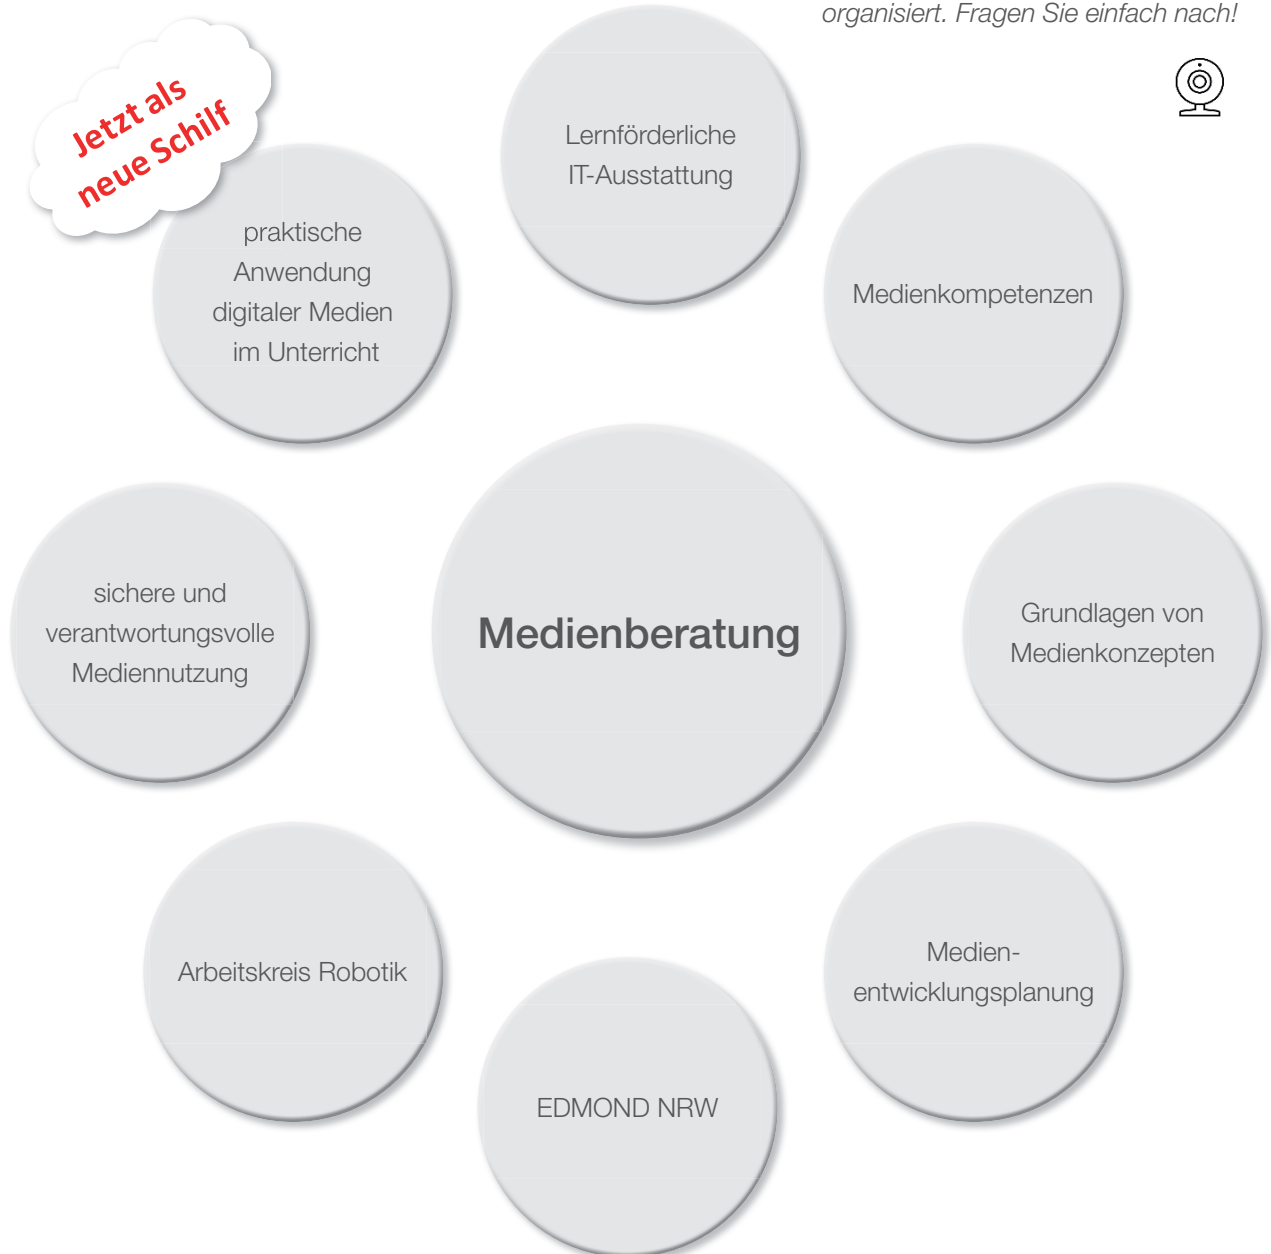 organisiert. Fragen Sie einfach nach!
Jetzt als
neue Schilf
Lernförderliche
IT-Ausstattung
praktische
Anwendung
digitaler Medien
im Unterricht
Medienkompetenzen
sichere und
verantwortungsvolle
Mediennutzung
Medienberatung
Grundlagen von
Medienkonzepten
Arbeitskreis Robotik
Medien-
entwicklungsplanung
EDMOND NRW